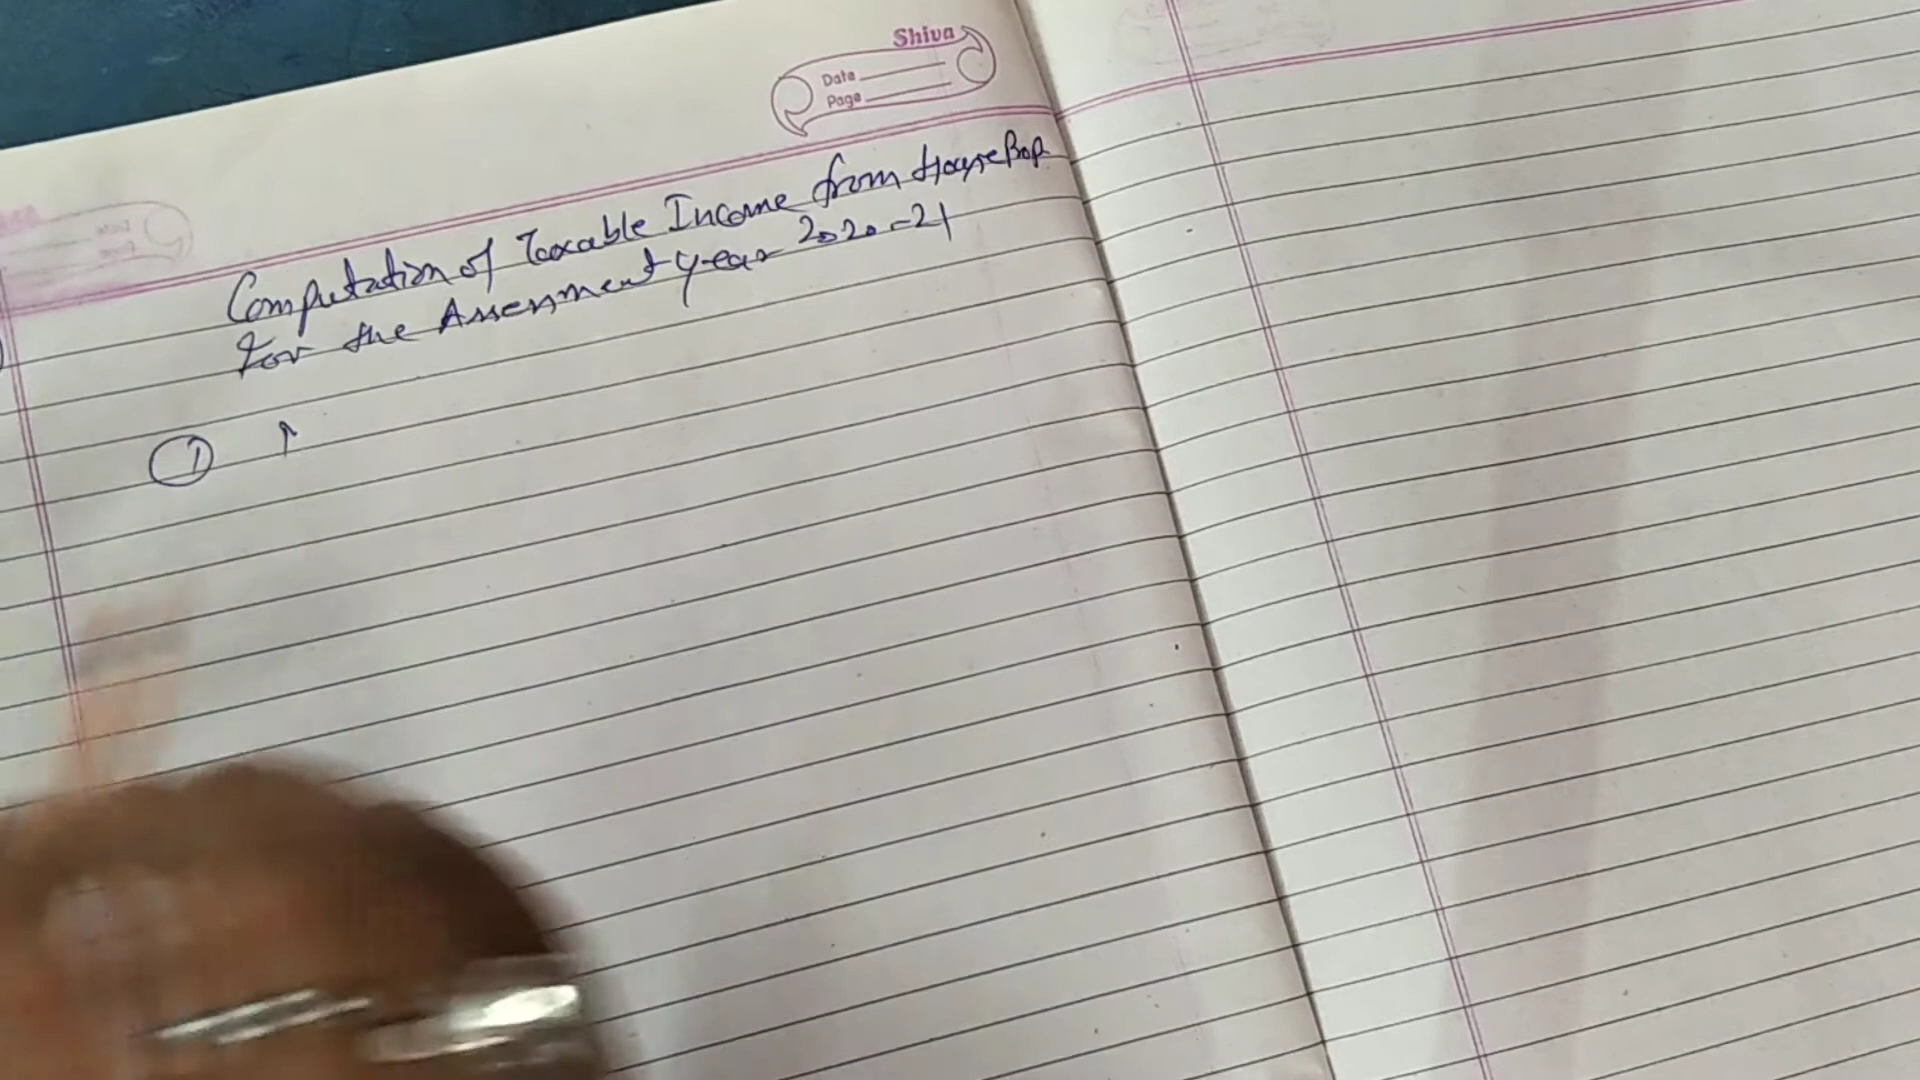 Shiva
Date
Page
Computation of Taxable Income from House Prop
For the Assessment year 2020-21
①